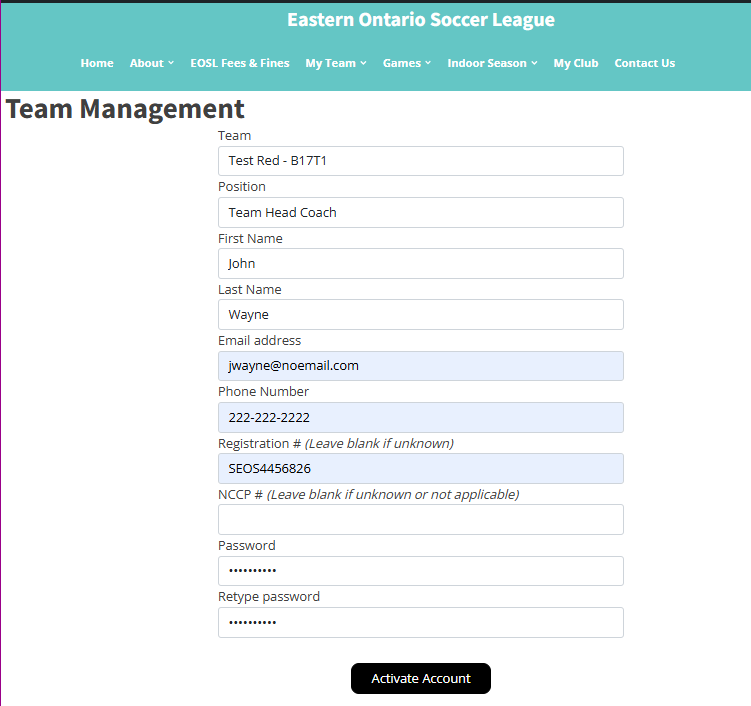 Eastern Ontario Soccer League
Home About EOSL Fees & Fines My Team Games Indoor Season My Club Contact Us
Team Management
Team
Test Red - B17T1
Position
Team Head Coach
First Name
John
Last Name
Wayne
Email address
jwayne@noemail.com
Phone Number
222-222-2222
Registration # (Leave blank if unknown)
SEOS4456826
NCCP # (Leave blank if unknown or not applicable)
Password
••••••••••
Retype password
••••••••••
Activate Account